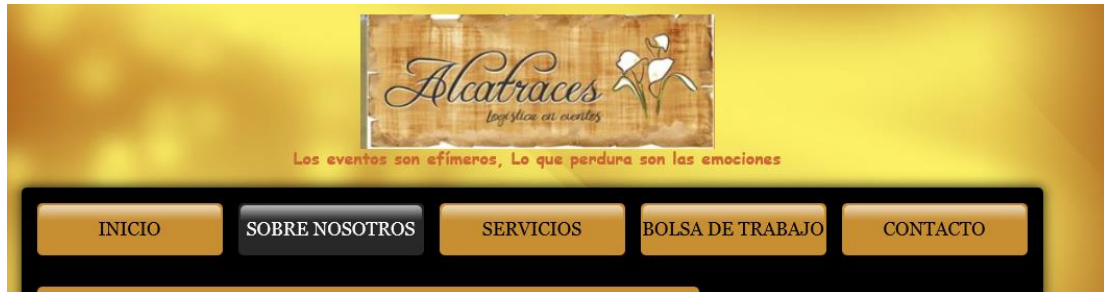 Alcatraces
Logística en eventos
Los eventos son efímeros, Lo que perdura son las emociones
INICIO
SOBRE NOSOTROS
SERVICIOS
BOLSA DE TRABAJO
CONTACTO